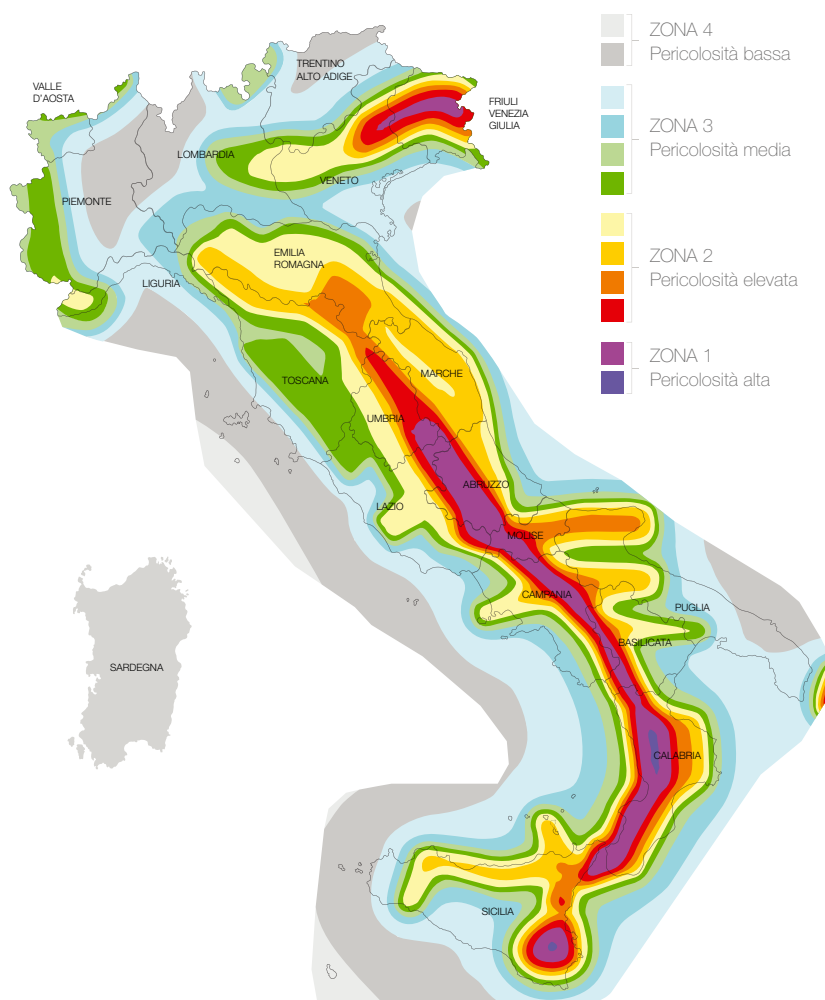 ZONA 4
Pericolosità bassa
ZONA 3
Pericolosità media
ZONA 2
Pericolosità elevata
ZONA 1
Pericolosità alta
TRENTINO
ALTO ADIGE
VALLE
D'AOSTA
FRIULI
VENEZIA
GIULIA
LOMBARDIA
VENETO
PIEMONTE
EMILIA
ROMAGNA
LIGURIA
MARCHE
TOSCANA
UMBRIA
ABRUZZO
LAZIO
MOLISE
CAMPANIA
PUGLIA
BASILICATA
SARDEGNA
CALABRIA
SICILIA